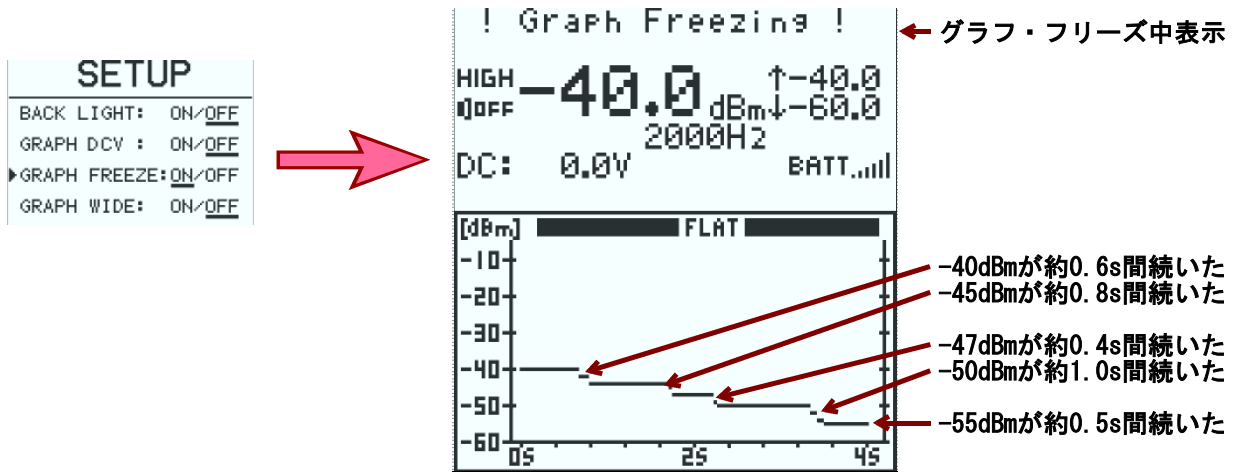 SETUP
BACK LIGHT: ON/OFF
GRAPH DCV : ON/OFF
▶GRAPH FREEZE:ON/OFF
GRAPH WIDE: ON/OFF
! Graph Freezing !
HIGH -40.0 dBm ↑-40.0
OFF ↓-60.0
2000Hz
DC: 0.0V BATT
[dBm] FLAT
-10
-20
-30
-40
-50
-60
0s 2s 4s
グラフ・フリーズ中表示
-40dBmが約0.6s間続いた
-45dBmが約0.8s間続いた
-47dBmが約0.4s間続いた
-50dBmが約1.0s間続いた
-55dBmが約0.5s間続いた